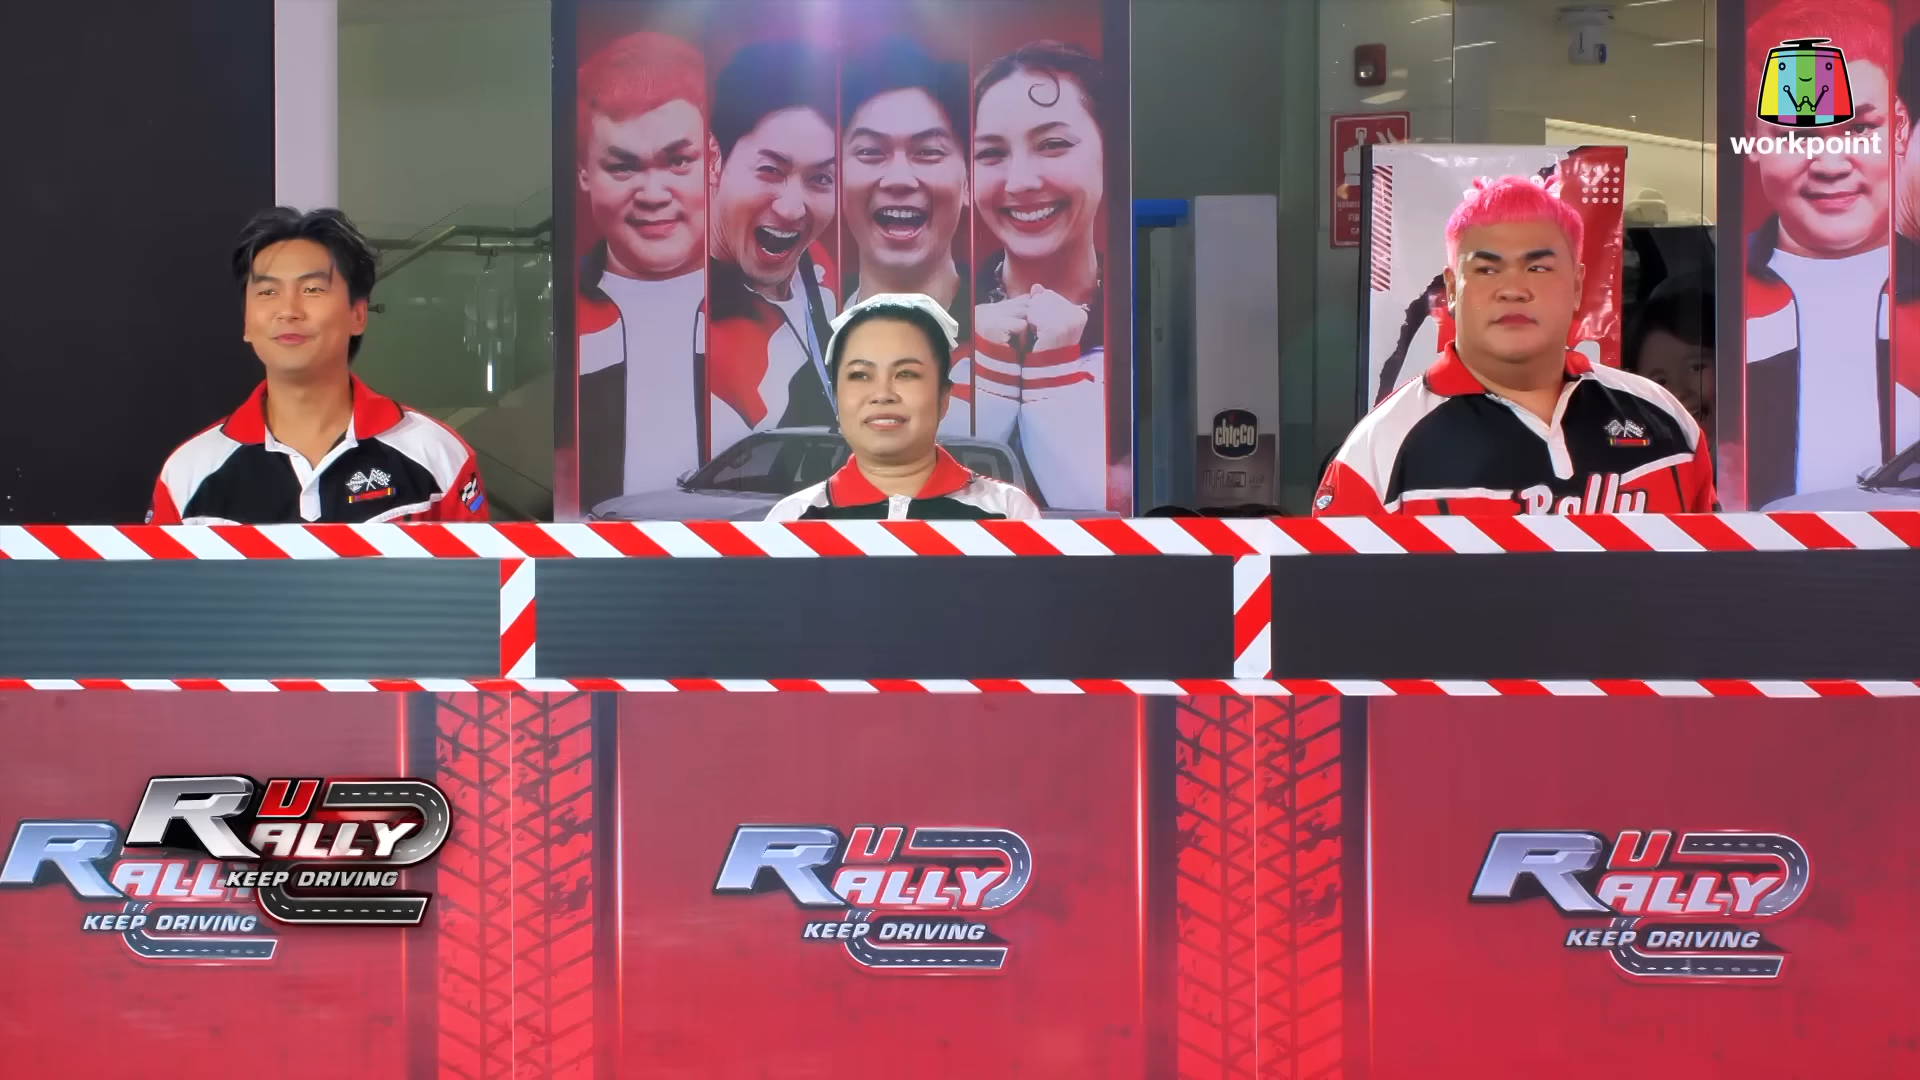 workpoint
chicco
Rally
RU
RALLY
KEEP DRIVING
RALLY
KEEP DRIVING
RU
RALLY
KEEP DRIVING
RU
RALLY
KEEP DRIVING